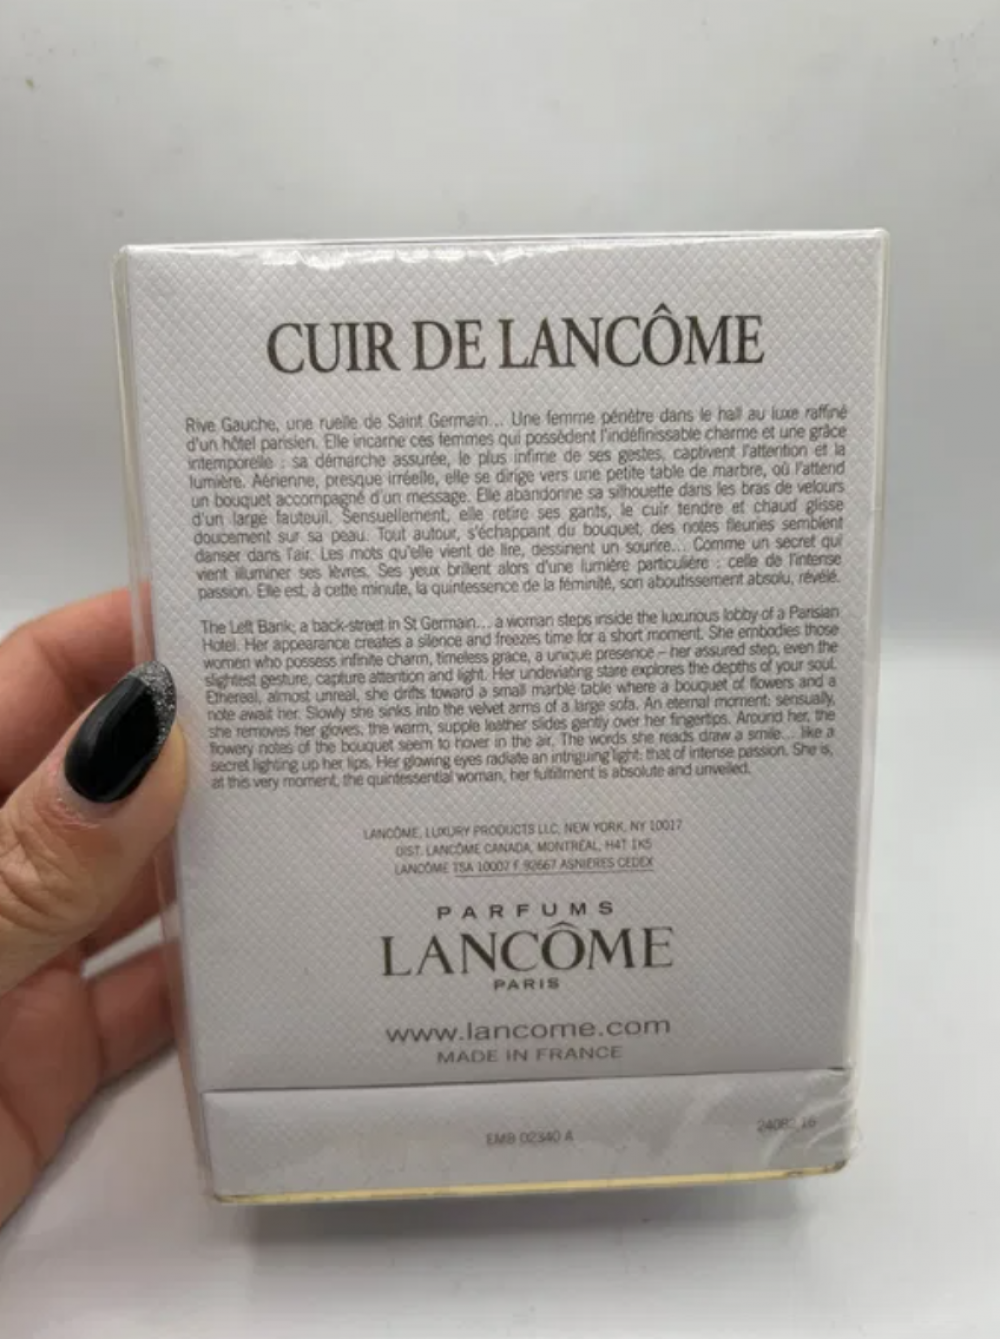 CUIR DE LANCÔME
Rive Gauche, une ruelle de Saint Germain... Une femme pénètre dans le hall au luxe raffiné
d'un hôtel parisien. Elle incarne ces femmes qui possèdent l'indéfinissable charme et une grâce
intemporelle : sa démarche assurée, le plus infime de ses gestes, captivent l'attention et la
lumière. Aérienne, presque irréelle, elle se dirige vers une petite table de marbre, où l'attend
un bouquet accompagné d'un message. Elle abandonne sa silhouette dans les bras de velours
d'un large fauteuil. Sensuellement, elle retire ses gants, le cuir tendre et chaud glisse
doucement sur sa peau. Tout autour, s'échappant du bouquet, des notes fleuries semblent
danser dans l'air. Les mots qu'elle vient de lire, dessinent un sourire... Comme un secret qui
vient illuminer ses lèvres. Ses yeux brillent alors d'une lumière particulière : celle de l'intense
passion. Elle est, à cette minute, la quintessence de la féminité, son aboutissement absolu, révélé.
The Left Bank; a back-street in St Germain... a woman steps inside the luxurious lobby of a Parisian
Hotel. Her appearance creates a silence and freezes time for a short moment. She embodies those
women who possess infinite charm, timeless grace, a unique presence – her assured step, even the
slightest gesture, capture attention and light. Her undeviating stare explores the depths of your soul.
Ethereal, almost unreal, she drifts toward a small marble table where a bouquet of flowers and a
note await her. Slowly she sinks into the velvet arms of a large sofa. An eternal moment: sensually,
she removes her gloves, the warm, supple leather slides gently over her fingertips. Around her, the
flowery notes of the bouquet seem to hover in the air. The words she reads draw a smile... like a
secret lighting up her lips. Her glowing eyes radiate an intriguing light: that of intense passion. She is,
at this very moment, the quintessential woman, her fulfillment is absolute and unveiled.
LANCÔME, LUXURY PRODUCTS LLC, NEW YORK, NY 10017
DIST. LANCÔME CANADA, MONTRÉAL, H4T 1K5
LANCÔME TSA 10007 F 92667 ASNIERES CEDEX
PARFUMS
LANCÔME
PARIS
www.lancome.com
MADE IN FRANCE
EMB 02340 A